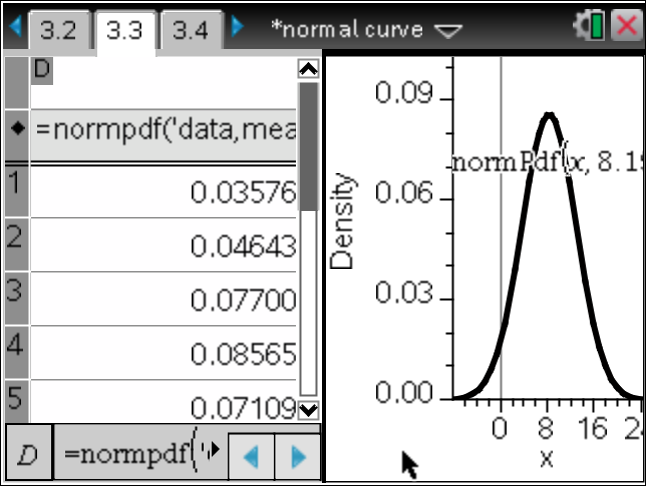 3.2 3.3 3.4 *normal curve
D
=normpdf('data,mea
1 0.03576
2 0.04643
3 0.07700
4 0.08565
5 0.07109
D =normpdf('
0.09
0.06
0.03
0.00
Density
normPdf(x, 8.19
0 8 16 24
x